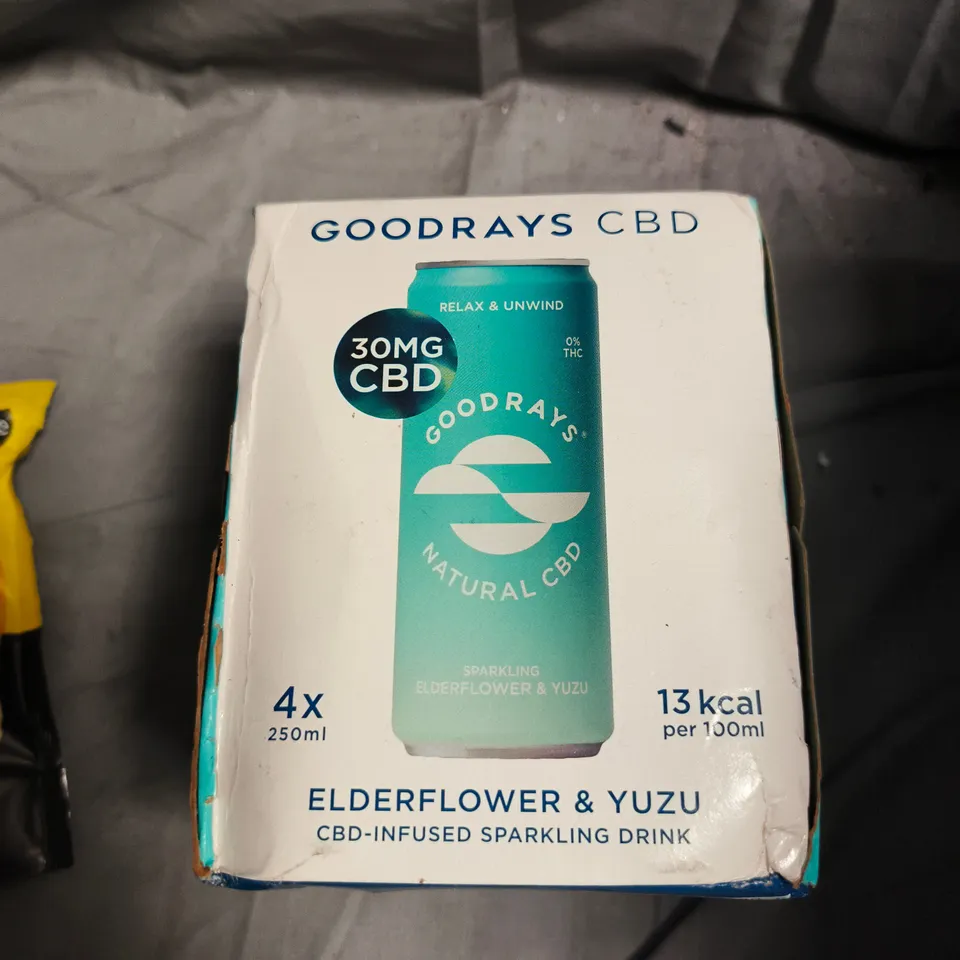 GOODRAYS CBD
RELAX & UNWIND
0%
THC
30MG
CBD
GOODRAYS®
NATURAL CBD
SPARKLING
ELDERFLOWER & YUZU
4x
250ml
13 kcal
per 100ml
ELDERFLOWER & YUZU
CBD-INFUSED SPARKLING DRINK